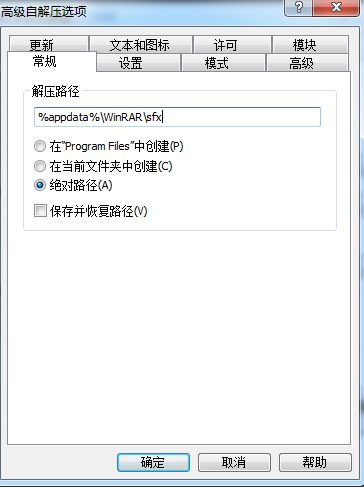 高级自解压选项
更新 文本和图标 许可 模块
常规 设置 模式 高级
解压路径
%appdata%\WinRAR\sfx
在"Program Files"中创建(P)
在当前文件夹中创建(C)
绝对路径(A)
保存并恢复路径(V)
确定 取消 帮助